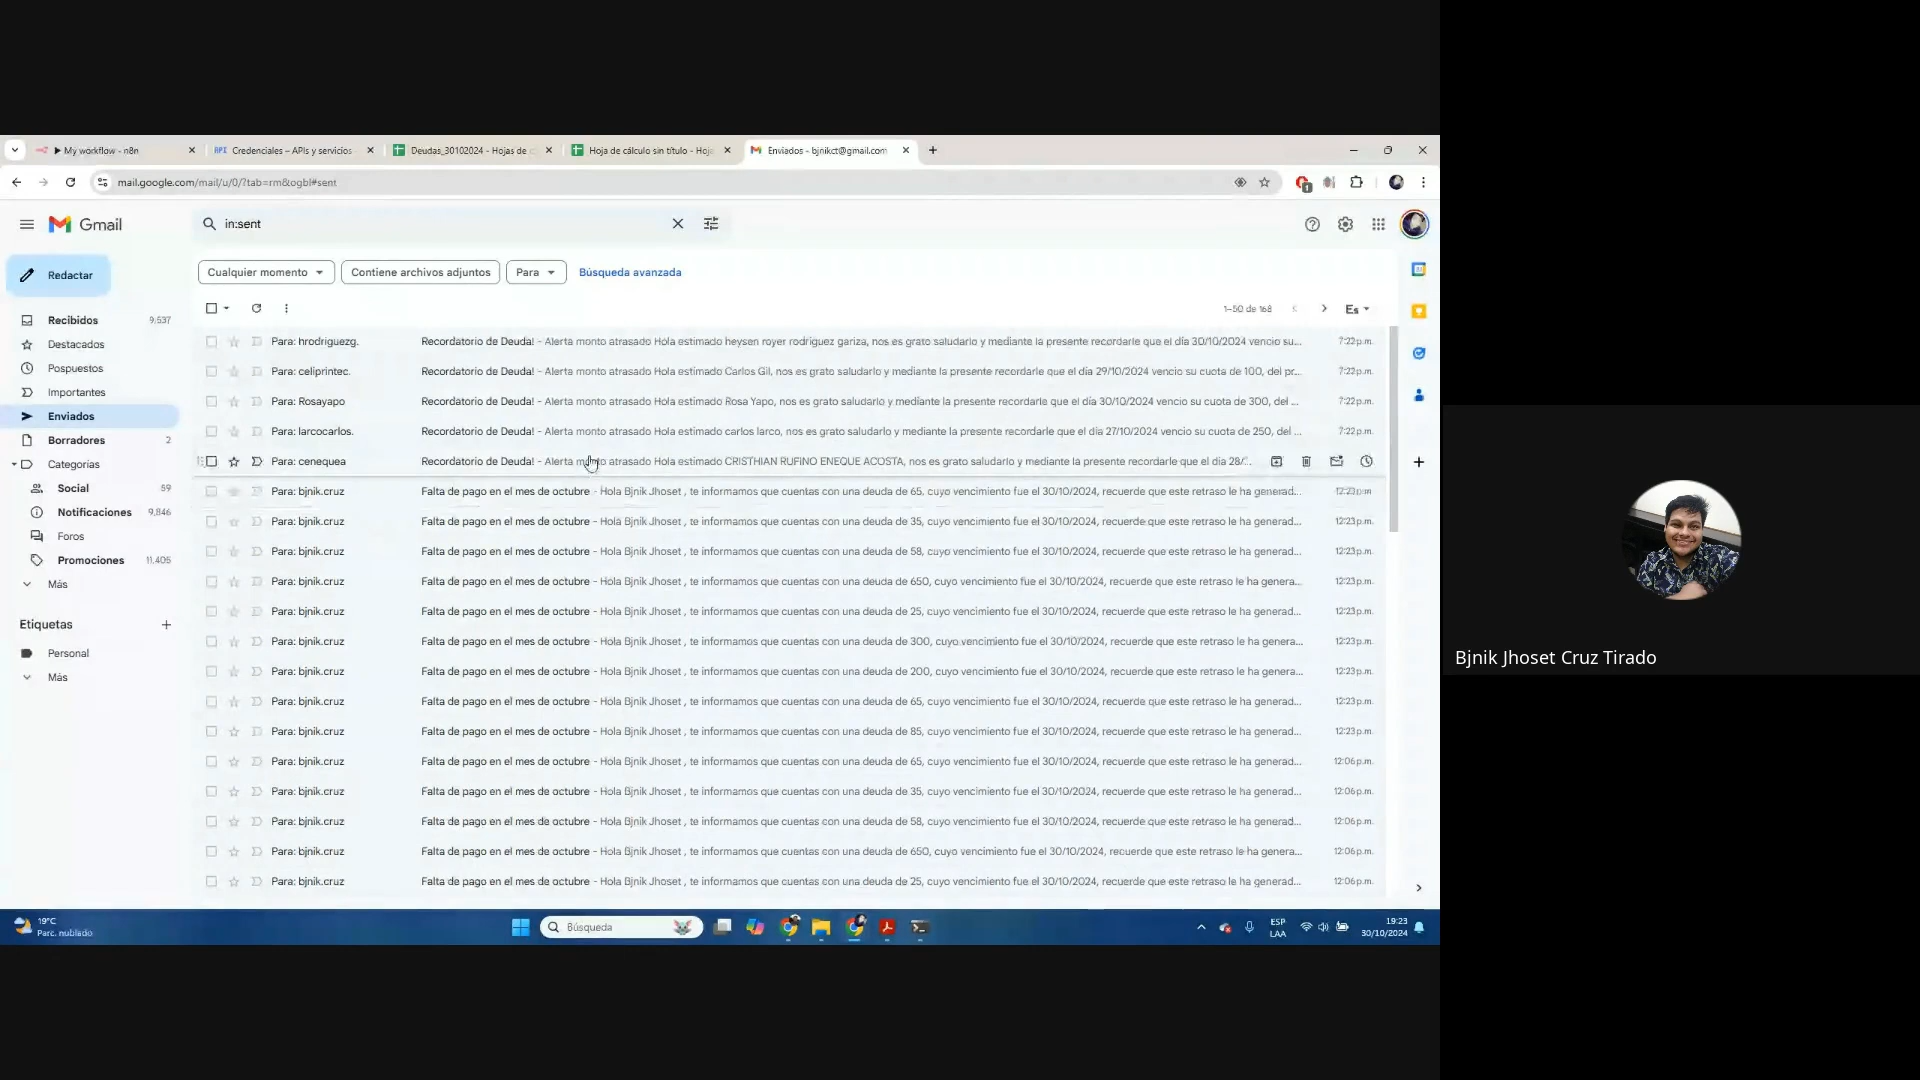 My workflow - n8n
API Credenciales – APIs y servicios
Deudas_30102024 - Hojas de
Hoja de cálculo sin título - Hoj
Enviados - bjnikct@gmail.com
mail.google.com/mail/u/0/?tab=rm&ogbl#sent
Gmail
in:sent
Redactar
Cualquier momento
Contiene archivos adjuntos
Para
Búsqueda avanzada
1–50 de 168
Es
Recibidos 9.537
Destacados
Pospuestos
Importantes
Enviados
Borradores 2
Categorías
Social 59
Notificaciones 9,846
Foros
Promociones 11.405
Más
Etiquetas
Personal
Más
Para: hrodriguezg. Recordatorio de Deuda! - Alerta monto atrasado Hola estimado heysen royer rodriguez gariza, nos es grato saludarlo y mediante la presente recordarle que el día 30/10/2024 vencio su... 7:22 p.m.
Para: celiprintec. Recordatorio de Deuda! - Alerta monto atrasado Hola estimado Carlos Gil, nos es grato saludarlo y mediante la presente recordarle que el día 29/10/2024 vencio su cuota de 100, del pr... 7:22 p.m.
Para: Rosayapo Recordatorio de Deuda! - Alerta monto atrasado Hola estimado Rosa Yapo, nos es grato saludarlo y mediante la presente recordarle que el día 30/10/2024 vencio su cuota de 300, del ... 7:22 p.m.
Para: larcocarlos. Recordatorio de Deuda! - Alerta monto atrasado Hola estimado carlos larco, nos es grato saludarlo y mediante la presente recordarle que el día 27/10/2024 vencio su cuota de 250, del ... 7:22 p.m.
Para: cenequea Recordatorio de Deuda! - Alerta monto atrasado Hola estimado CRISTHIAN RUFINO ENEQUE ACOSTA, nos es grato saludarlo y mediante la presente recordarle que el día 28/...
Para: bjnik.cruz Falta de pago en el mes de octubre - Hola Bjnik Jhoset , te informamos que cuentas con una deuda de 65, cuyo vencimiento fue el 30/10/2024, recuerde que este retraso le ha generad... 12:23 p.m.
Para: bjnik.cruz Falta de pago en el mes de octubre - Hola Bjnik Jhoset , te informamos que cuentas con una deuda de 35, cuyo vencimiento fue el 30/10/2024, recuerde que este retraso le ha generad... 12:23 p.m.
Para: bjnik.cruz Falta de pago en el mes de octubre - Hola Bjnik Jhoset , te informamos que cuentas con una deuda de 58, cuyo vencimiento fue el 30/10/2024, recuerde que este retraso le ha generad... 12:23 p.m.
Para: bjnik.cruz Falta de pago en el mes de octubre - Hola Bjnik Jhoset , te informamos que cuentas con una deuda de 650, cuyo vencimiento fue el 30/10/2024, recuerde que este retraso le ha genera... 12:23 p.m.
Para: bjnik.cruz Falta de pago en el mes de octubre - Hola Bjnik Jhoset , te informamos que cuentas con una deuda de 25, cuyo vencimiento fue el 30/10/2024, recuerde que este retraso le ha generad... 12:23 p.m.
Para: bjnik.cruz Falta de pago en el mes de octubre - Hola Bjnik Jhoset , te informamos que cuentas con una deuda de 300, cuyo vencimiento fue el 30/10/2024, recuerde que este retraso le ha genera... 12:23 p.m.
Para: bjnik.cruz Falta de pago en el mes de octubre - Hola Bjnik Jhoset , te informamos que cuentas con una deuda de 200, cuyo vencimiento fue el 30/10/2024, recuerde que este retraso le ha genera... 12:23 p.m.
Para: bjnik.cruz Falta de pago en el mes de octubre - Hola Bjnik Jhoset , te informamos que cuentas con una deuda de 65, cuyo vencimiento fue el 30/10/2024, recuerde que este retraso le ha generad... 12:23 p.m.
Para: bjnik.cruz Falta de pago en el mes de octubre - Hola Bjnik Jhoset , te informamos que cuentas con una deuda de 85, cuyo vencimiento fue el 30/10/2024, recuerde que este retraso le ha generad... 12:23 p.m.
Para: bjnik.cruz Falta de pago en el mes de octubre - Hola Bjnik Jhoset , te informamos que cuentas con una deuda de 65, cuyo vencimiento fue el 30/10/2024, recuerde que este retraso le ha generad... 12:06 p.m.
Para: bjnik.cruz Falta de pago en el mes de octubre - Hola Bjnik Jhoset , te informamos que cuentas con una deuda de 35, cuyo vencimiento fue el 30/10/2024, recuerde que este retraso le ha generad... 12:06 p.m.
Para: bjnik.cruz Falta de pago en el mes de octubre - Hola Bjnik Jhoset , te informamos que cuentas con una deuda de 58, cuyo vencimiento fue el 30/10/2024, recuerde que este retraso le ha generad... 12:06 p.m.
Para: bjnik.cruz Falta de pago en el mes de octubre - Hola Bjnik Jhoset , te informamos que cuentas con una deuda de 650, cuyo vencimiento fue el 30/10/2024, recuerde que este retraso le ha genera... 12:06 p.m.
Para: bjnik.cruz Falta de pago en el mes de octubre - Hola Bjnik Jhoset , te informamos que cuentas con una deuda de 25, cuyo vencimiento fue el 30/10/2024, recuerde que este retraso le ha generad... 12:06 p.m.
Bjnik Jhoset Cruz Tirado
19°C
Parc. nublado
Búsqueda
ESP
LAA
19:23
30/10/2024